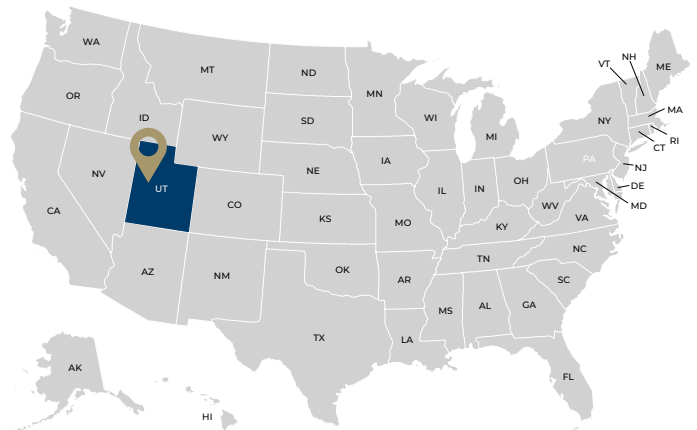 WA
OR
CA
NV
ID
MT
WY
UT
CO
AZ
NM
ND
SD
NE
KS
OK
TX
MN
IA
MO
AR
LA
WI
IL
MI
IN
OH
KY
TN
MS
AL
GA
FL
SC
NC
VA
WV
PA
NY
VT
NH
ME
MA
RI
CT
NJ
DE
MD
AK
HI